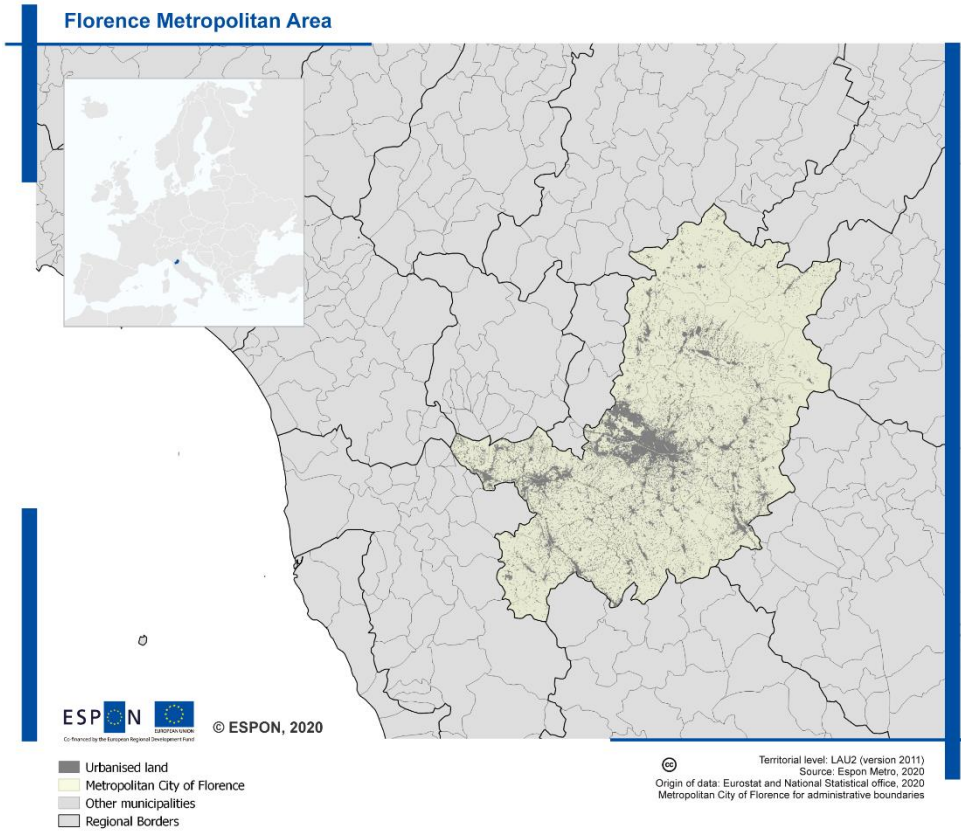 Florence Metropolitan Area
ESPON
EUROPEAN UNION
Co-financed by the European Regional Development Fund
© ESPON, 2020
Urbanised land
Metropolitan City of Florence
Other municipalities
Regional Borders
cc
Territorial level: LAU2 (version 2011)
Source: Espon Metro, 2020
Origin of data: Eurostat and National Statistical office, 2020
Metropolitan City of Florence for administrative boundaries